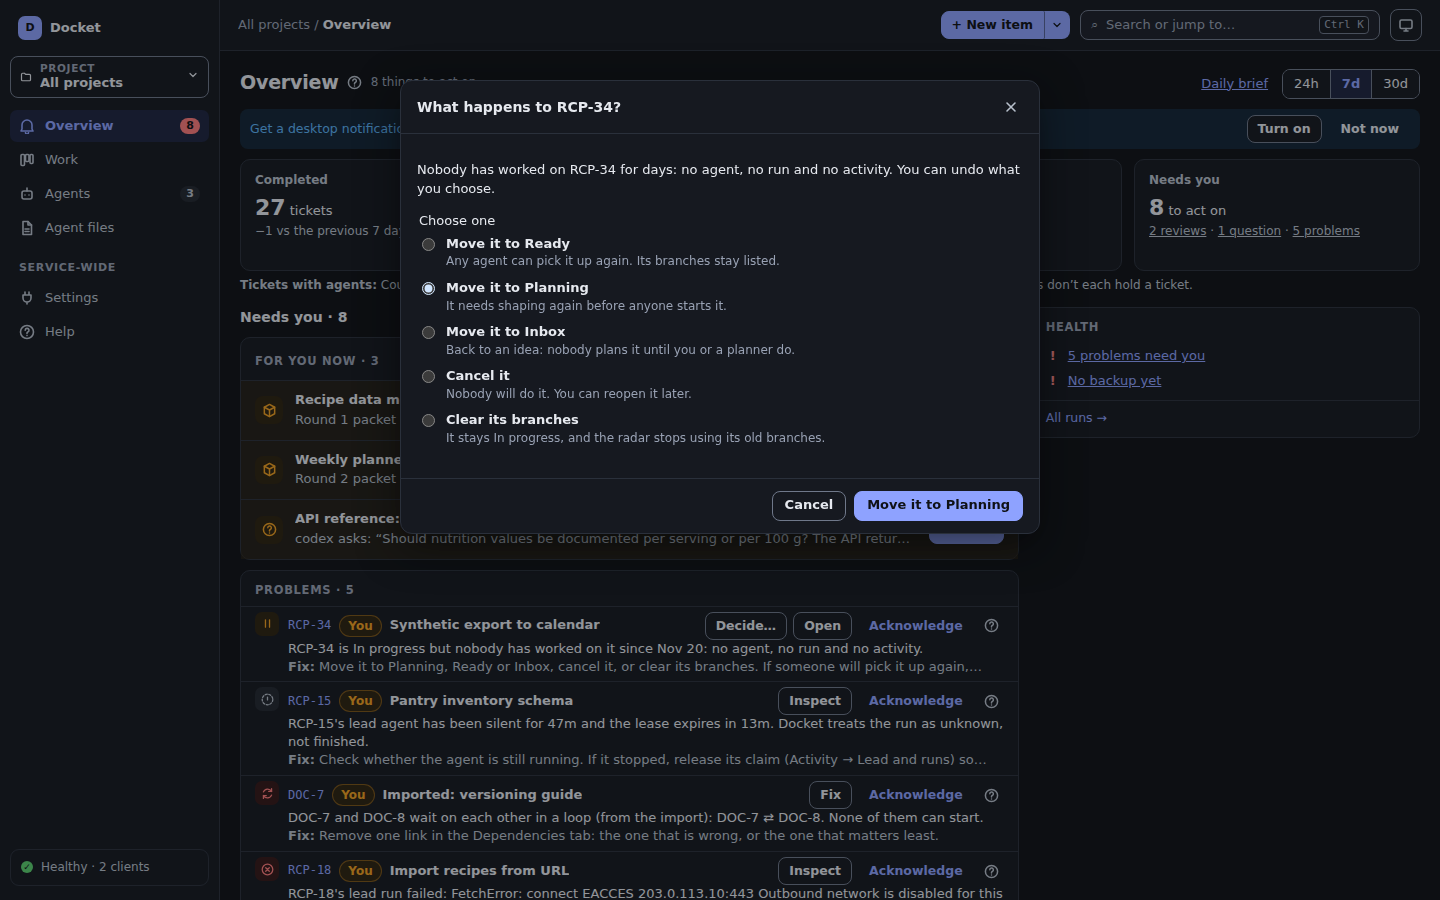 D Docket
PROJECT
All projects
Overview 8
Work
Agents 3
Agent files
SERVICE-WIDE
Settings
Help
Healthy · 2 clients
All projects / Overview
+ New item
Search or jump to… Ctrl K
Overview 8 things to act on
Daily brief 24h 7d 30d
Get a desktop notificatio
Turn on Not now
Completed
27 tickets
−1 vs the previous 7 da
Needs you
8 to act on
2 reviews · 1 question · 5 problems
Tickets with agents: Cou
s don’t each hold a ticket.
Needs you · 8
FOR YOU NOW · 3
Recipe data m
Round 1 packet
Weekly planne
Round 2 packet
API reference:
codex asks: “Should nutrition values be documented per serving or per 100 g? The API retur…
HEALTH
! 5 problems need you
! No backup yet
All runs →
What happens to RCP-34?
Nobody has worked on RCP-34 for days: no agent, no run and no activity. You can undo what
you choose.
Choose one
Move it to Ready
Any agent can pick it up again. Its branches stay listed.
Move it to Planning
It needs shaping again before anyone starts it.
Move it to Inbox
Back to an idea: nobody plans it until you or a planner do.
Cancel it
Nobody will do it. You can reopen it later.
Clear its branches
It stays In progress, and the radar stops using its old branches.
Cancel Move it to Planning
PROBLEMS · 5
RCP-34 You Synthetic export to calendar Decide… Open Acknowledge
RCP-34 is In progress but nobody has worked on it since Nov 20: no agent, no run and no activity.
Fix: Move it to Planning, Ready or Inbox, cancel it, or clear its branches. If someone will pick it up again,…
RCP-15 You Pantry inventory schema Inspect Acknowledge
RCP-15's lead agent has been silent for 47m and the lease expires in 13m. Docket treats the run as unknown,
not finished.
Fix: Check whether the agent is still running. If it stopped, release its claim (Activity → Lead and runs) so…
DOC-7 You Imported: versioning guide Fix Acknowledge
DOC-7 and DOC-8 wait on each other in a loop (from the import): DOC-7 ⇄ DOC-8. None of them can start.
Fix: Remove one link in the Dependencies tab: the one that is wrong, or the one that matters least.
RCP-18 You Import recipes from URL Inspect Acknowledge
RCP-18's lead run failed: FetchError: connect EACCES 203.0.113.10:443 Outbound network is disabled for this